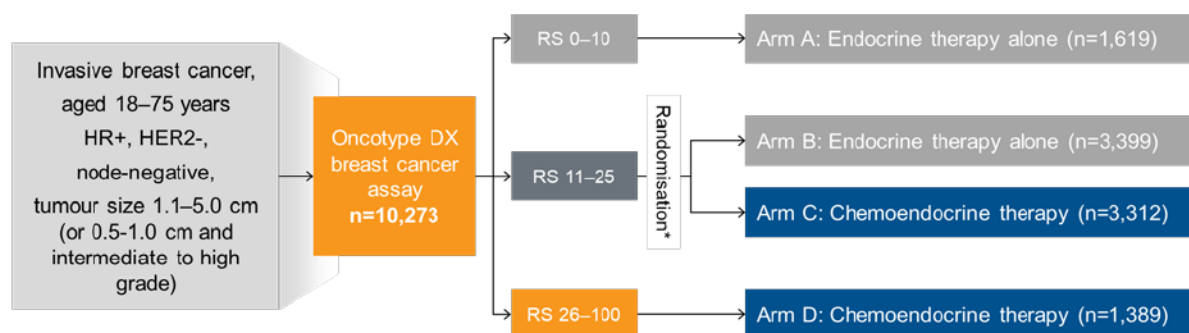 Invasive breast cancer,
aged 18–75 years
HR+, HER2-,
node-negative,
tumour size 1.1–5.0 cm
(or 0.5-1.0 cm and
intermediate to high
grade)
Oncotype DX
breast cancer
assay
n=10,273
RS 0–10
Arm A: Endocrine therapy alone (n=1,619)
RS 11–25
Randomisation*
Arm B: Endocrine therapy alone (n=3,399)
Arm C: Chemoendocrine therapy (n=3,312)
RS 26–100
Arm D: Chemoendocrine therapy (n=1,389)